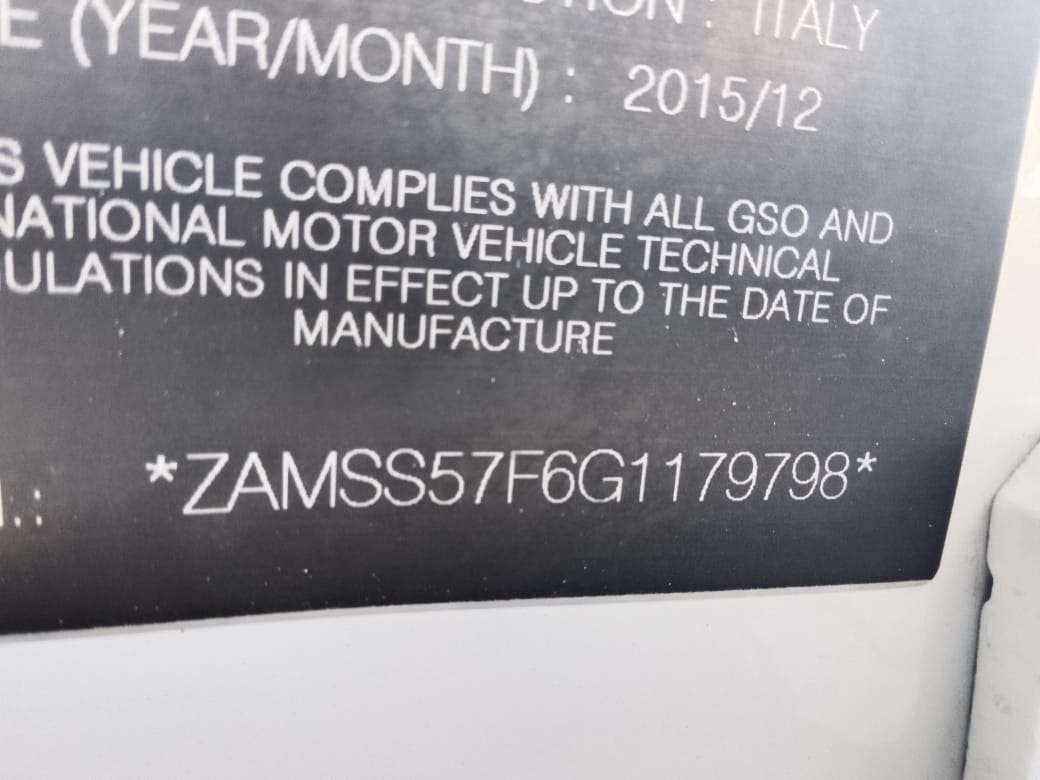 CTION : ITALY
E (YEAR/MONTH) : 2015/12
S VEHICLE COMPLIES WITH ALL GSO AND
NATIONAL MOTOR VEHICLE TECHNICAL
ULATIONS IN EFFECT UP TO THE DATE OF
MANUFACTURE
.: *ZAMSS57F6G1179798*